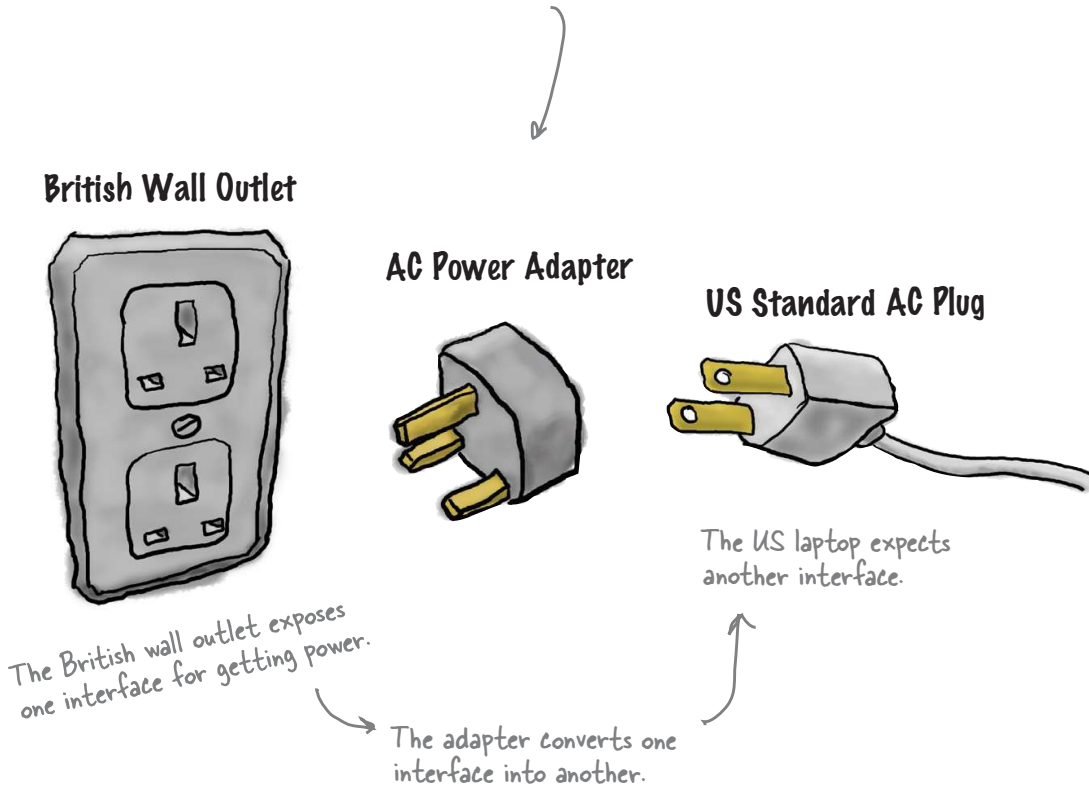 British Wall Outlet
AC Power Adapter
US Standard AC Plug
The US laptop expects
another interface.
The British wall outlet exposes
one interface for getting power.
The adapter converts one
interface into another.